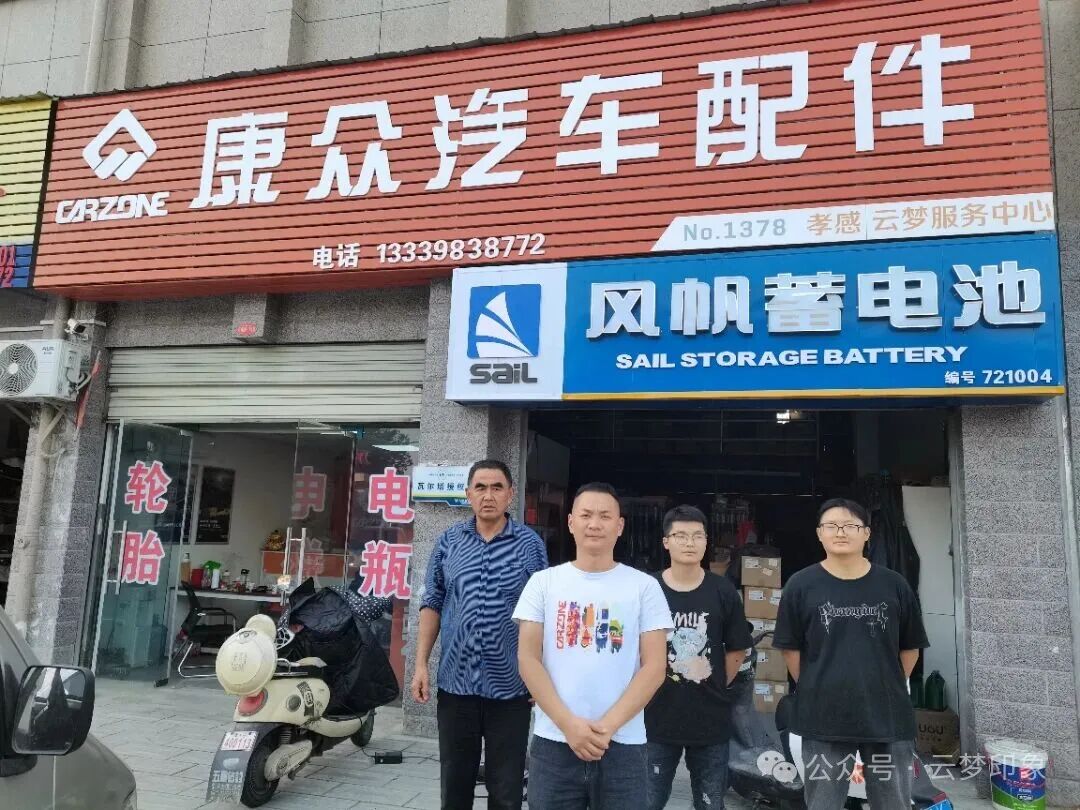 康众汽车配件
CARZONE
电话 13339838772
No.1378 孝感 云梦服务中心
风帆蓄电池
SAIL STORAGE BATTERY
SAIL
编号 721004
轮胎
电瓶
CARZONE
公众号·云梦印象